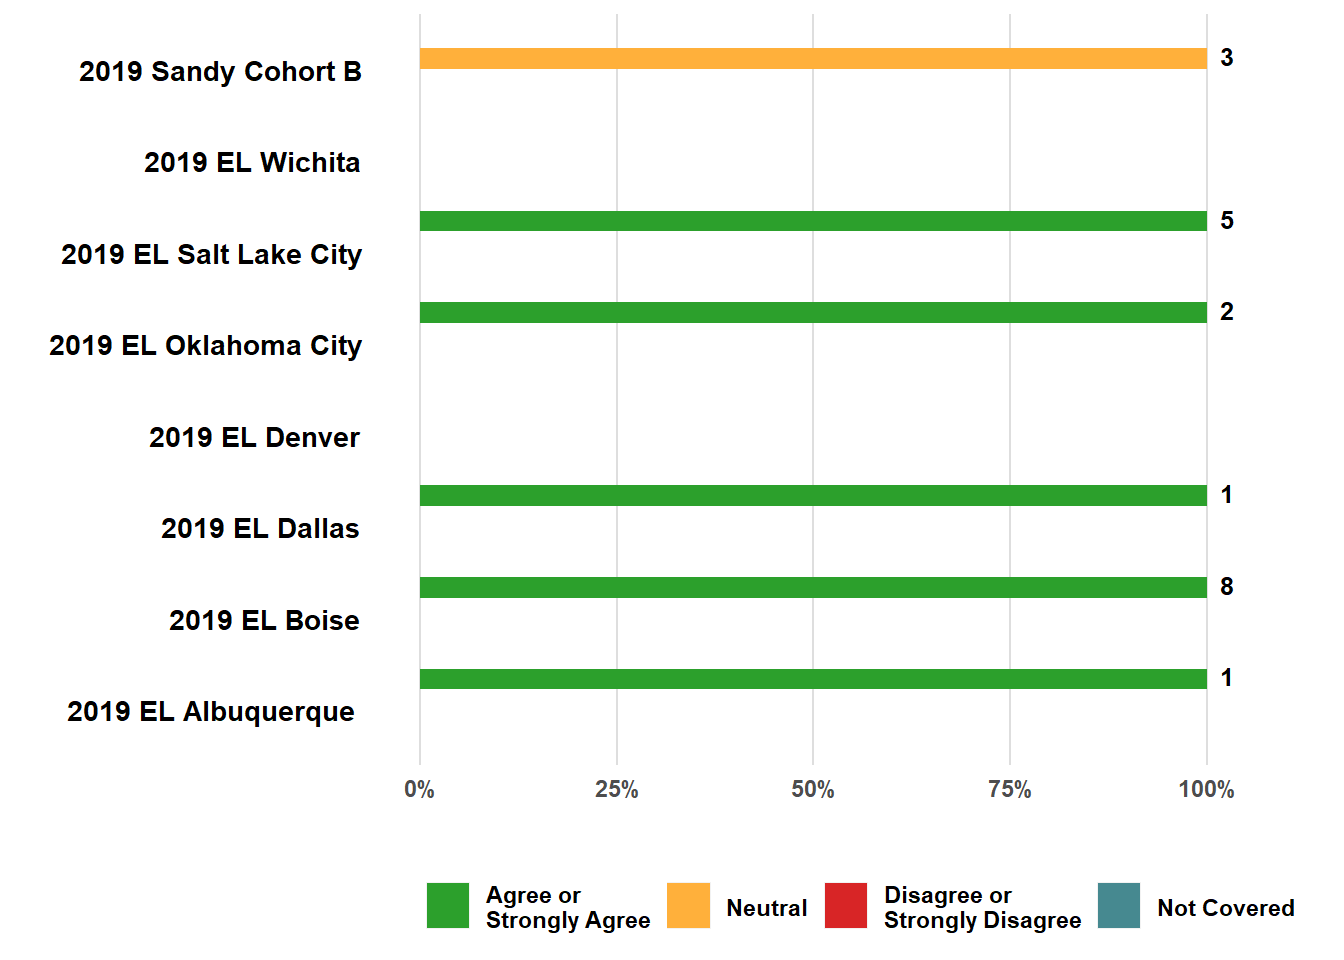 2019 Sandy Cohort B
3
2019 EL Wichita
5
2019 EL Salt Lake City
2
2019 EL Oklahoma City
2019 EL Denver
1
2019 EL Dallas
8
2019 EL Boise
1
2019 EL Albuquerque
0% 25% 50% 75% 100%
Agree or
Strongly Agree
Neutral
Disagree or
Strongly Disagree
Not Covered